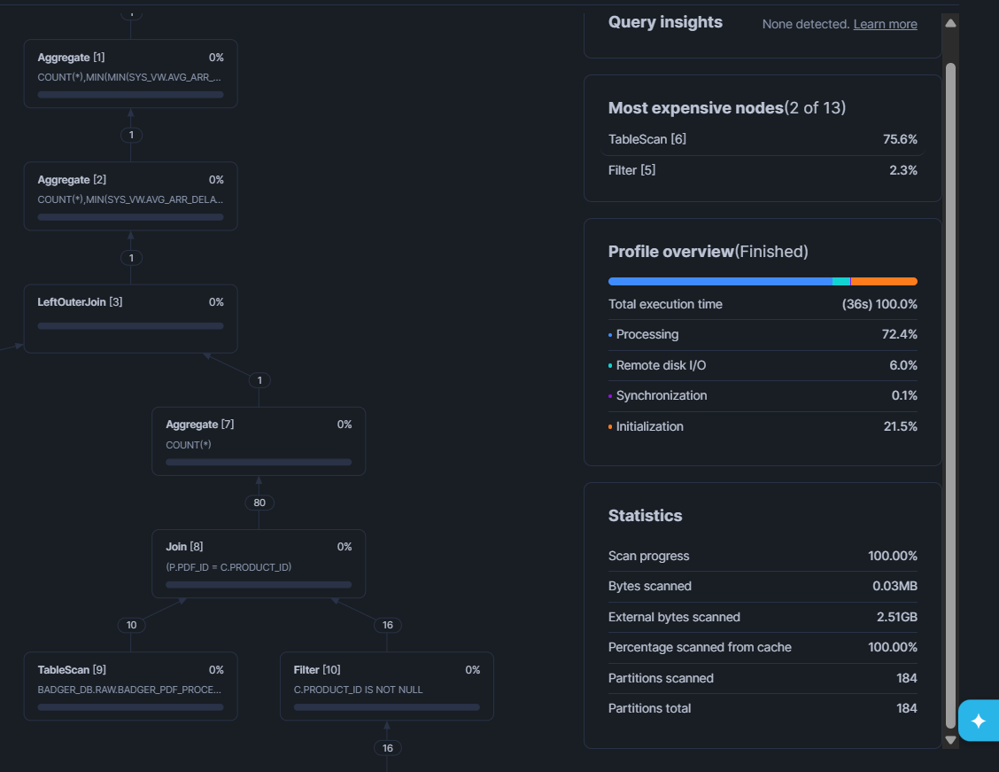 Aggregate [1] 0%
COUNT(*),MIN(MIN(SYS_VW.AVG_ARR_...
1
Aggregate [2] 0%
COUNT(*),MIN(SYS_VW.AVG_ARR_DELA...
1
LeftOuterJoin [3] 0%
1
Aggregate [7] 0%
COUNT(*)
80
Join [8] 0%
(P.PDF_ID = C.PRODUCT_ID)
10
16
TableScan [9] 0%
BADGER_DB.RAW.BADGER_PDF_PROCE...
Filter [10] 0%
C.PRODUCT_ID IS NOT NULL
16
Query insights None detected. Learn more
Most expensive nodes(2 of 13)
TableScan [6] 75.6%
Filter [5] 2.3%
Profile overview(Finished)
Total execution time (36s) 100.0%
Processing 72.4%
Remote disk I/O 6.0%
Synchronization 0.1%
Initialization 21.5%
Statistics
Scan progress 100.00%
Bytes scanned 0.03MB
External bytes scanned 2.51GB
Percentage scanned from cache 100.00%
Partitions scanned 184
Partitions total 184